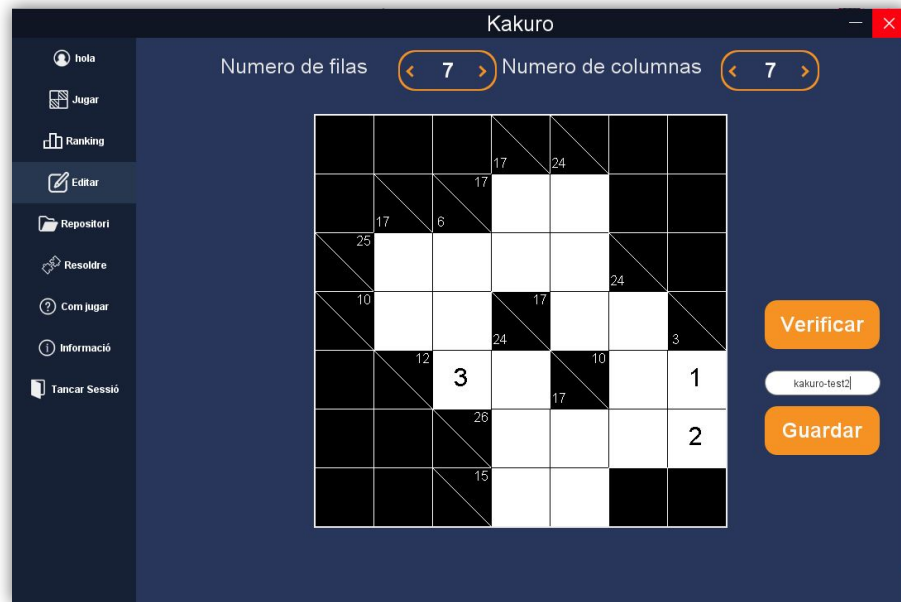 Kakuro
hola
Jugar
Ranking
Editar
Repositori
Resoldre
Com jugar
Informació
Tancar Sessió
Numero de filas
< 7 >
Numero de columnas
< 7 >
17 24
17 6 17
25 24
10 24 17 3
12 3 17 10 1
26 2
15
Verificar
kakuro-test2
Guardar